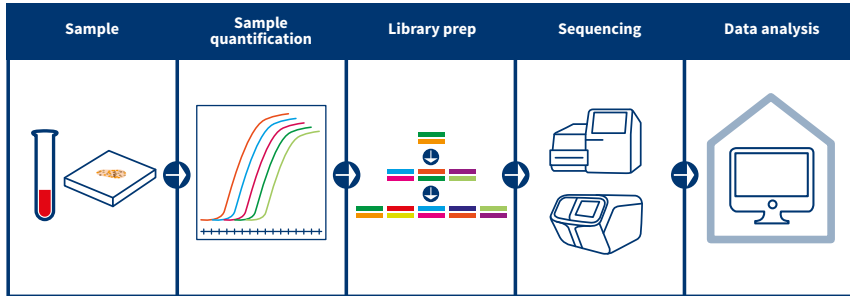 Sample
Sample
quantification
Library prep
Sequencing
Data analysis